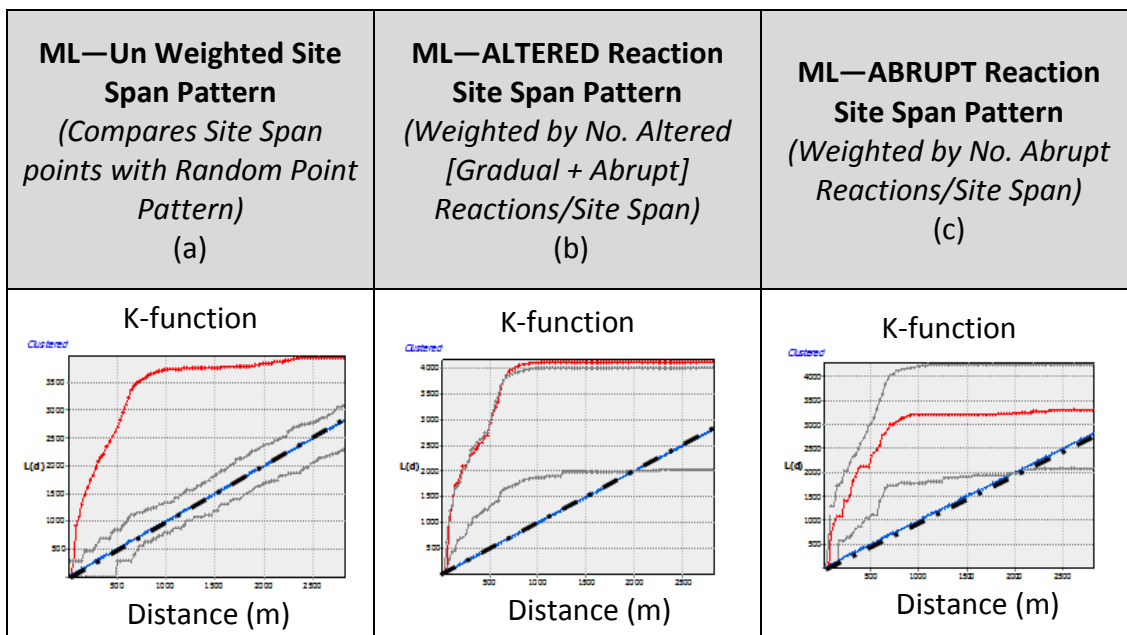 ML—Un Weighted Site
Span Pattern
(Compares Site Span
points with Random Point
Pattern)
(a)
ML—ALTERED Reaction
Site Span Pattern
(Weighted by No. Altered
[Gradual + Abrupt]
Reactions/Site Span)
(b)
ML—ABRUPT Reaction
Site Span Pattern
(Weighted by No. Abrupt
Reactions/Site Span)
(c)
K-function
Clustered
3500
3000
2500
L(d) 2000
1500
1000
500
500 1000 1500 2000 2500
Distance (m)
K-function
Clustered
4000
3500
3000
2500
L(d) 2000
1500
1000
500
500 1000 1500 2000 2500
Distance (m)
K-function
Clustered
4000
3500
3000
2500
L(d) 2000
1500
1000
500
500 1000 1500 2000 2500
Distance (m)